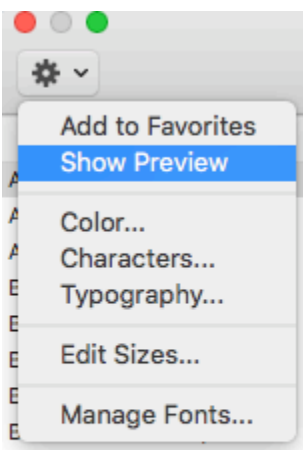 Add to Favorites
Show Preview
Color...
Characters...
Typography...
Edit Sizes...
Manage Fonts...